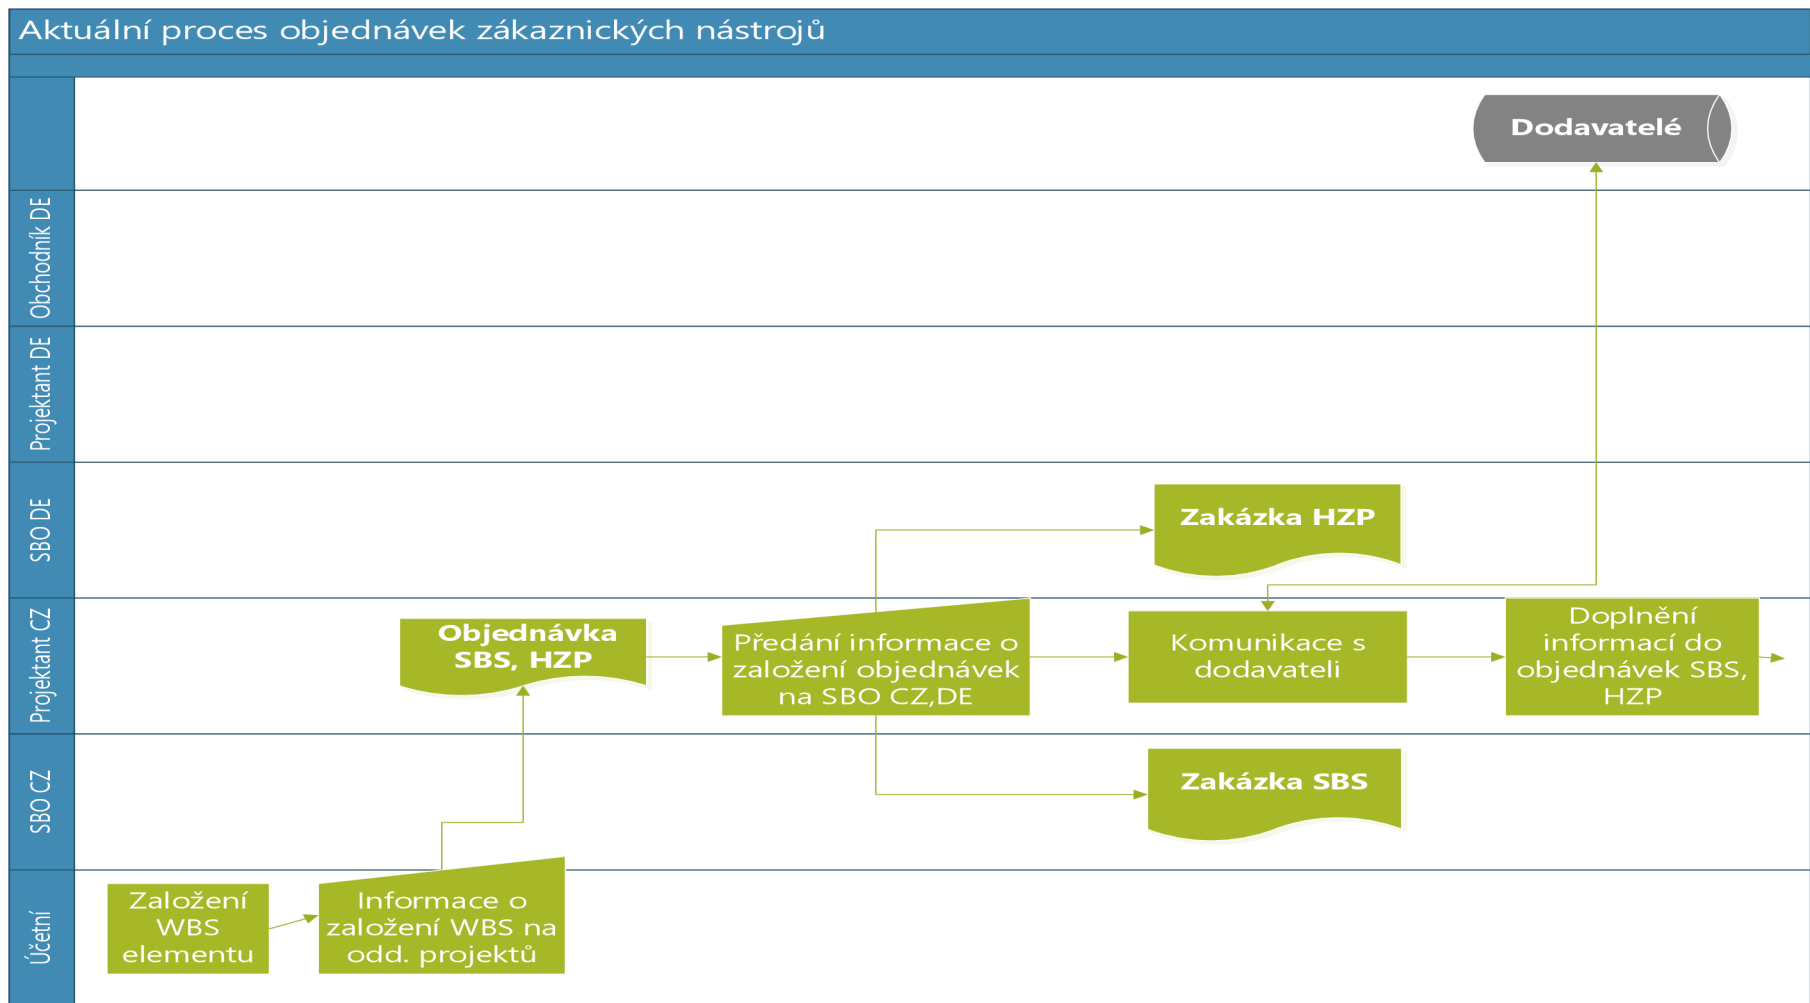 Aktuální proces objednávek zákaznických nástrojů
Dodavatelé
Obchodník DE
Projektant DE
SBO DE
Zakázka HZP
Projektant CZ
Objednávka
SBS, HZP
Předání informace o
založení objednávek
na SBO CZ,DE
Komunikace s
dodavateli
Doplnění
informací do
objednávek SBS,
HZP
SBO CZ
Zakázka SBS
Účetní
Založení
WBS
elementu
Informace o
založení WBS na
odd. projektů